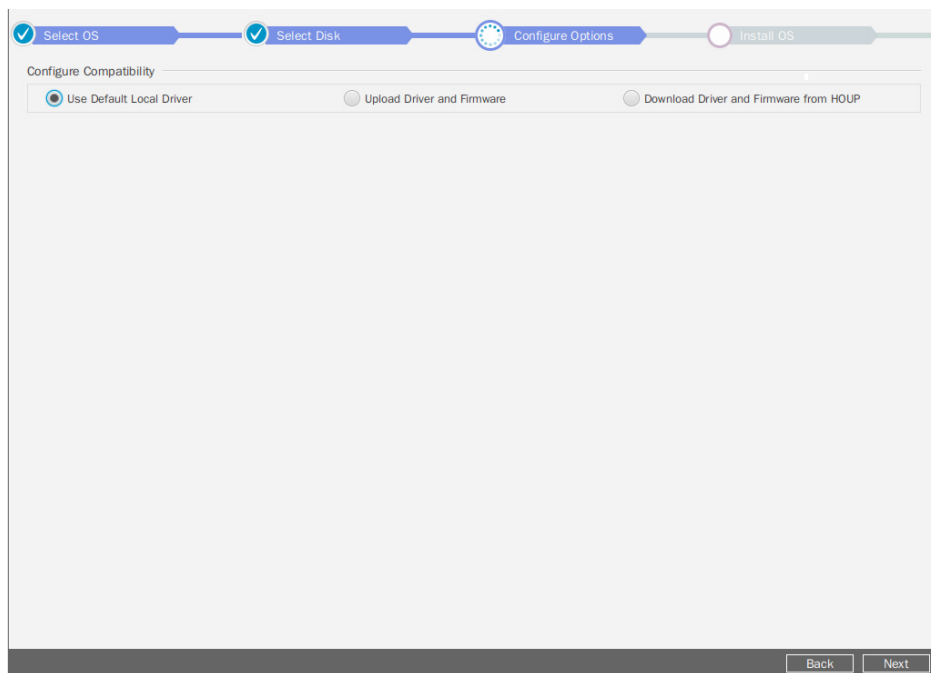 Select OS
Select Disk
Configure Options
Install OS
Configure Compatibility
Use Default Local Driver
Upload Driver and Firmware
Download Driver and Firmware from HOUP
Back
Next